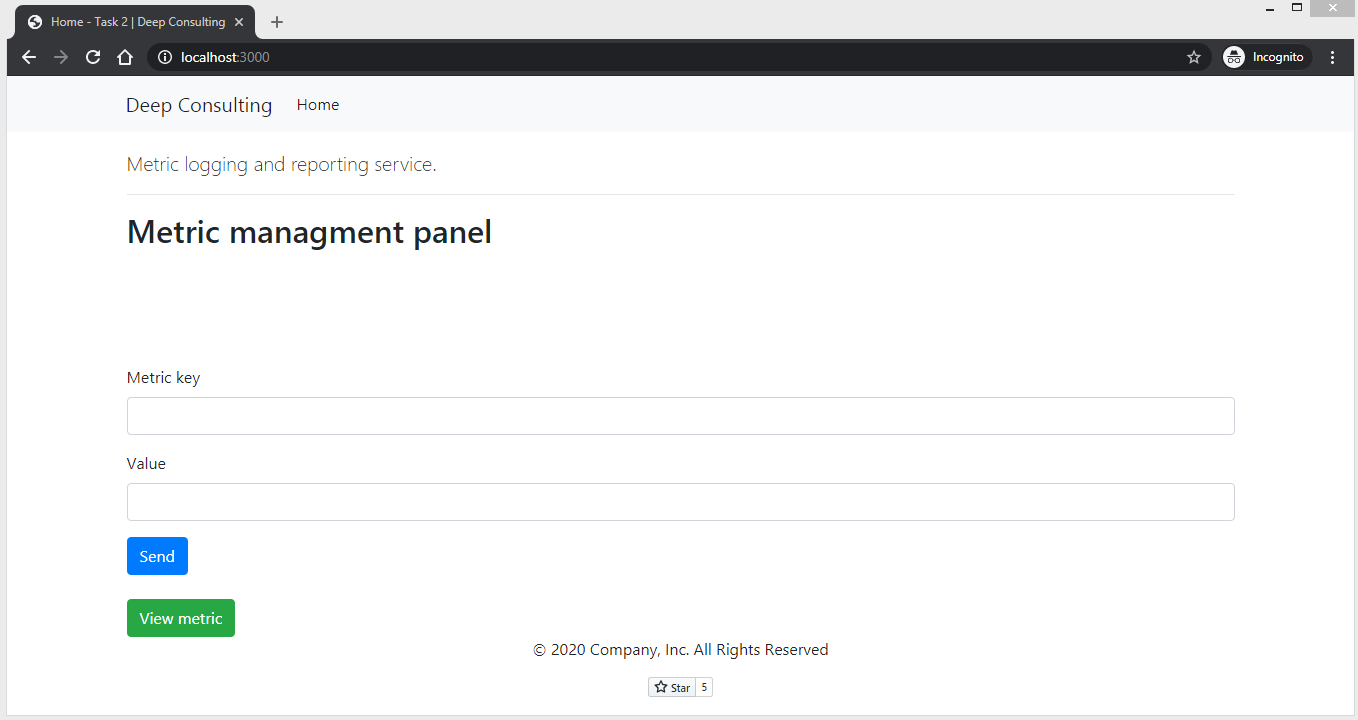 Home - Task 2 | Deep Consulting
localhost:3000
Incognito
Deep Consulting Home
Metric logging and reporting service.
Metric managment panel
Metric key
Value
Send
View metric
© 2020 Company, Inc. All Rights Reserved
Star 5